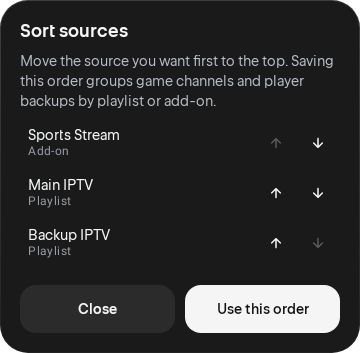 Sort sources
Move the source you want first to the top. Saving
this order groups game channels and player
backups by playlist or add-on.
Sports Stream
Add-on
Main IPTV
Playlist
Backup IPTV
Playlist
Close
Use this order